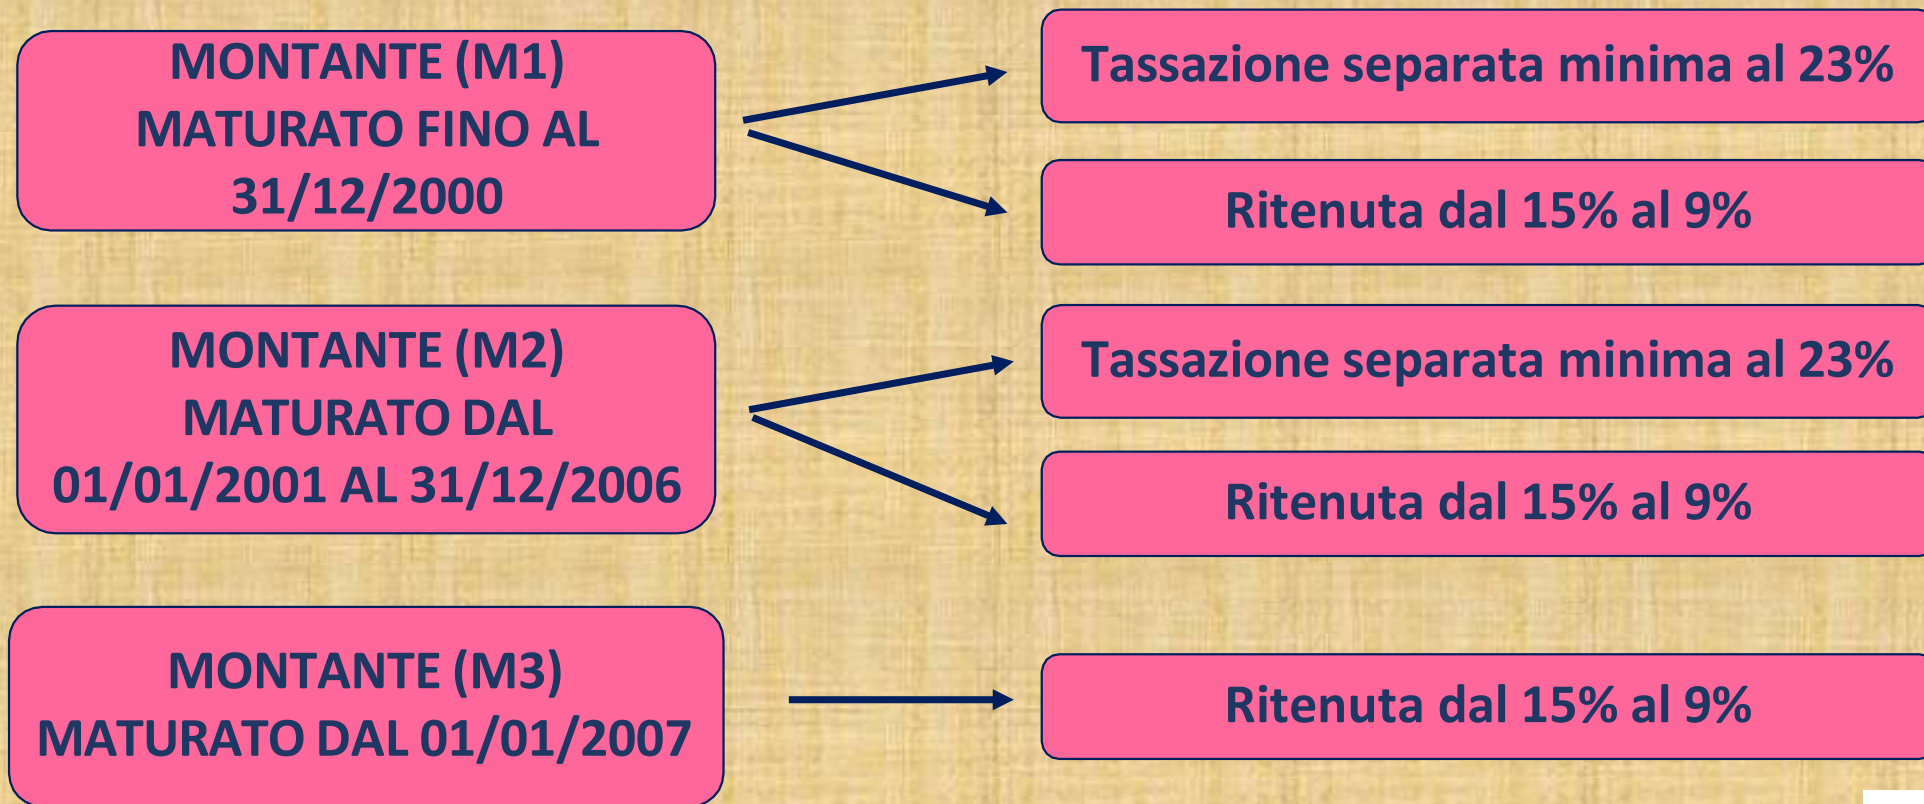 MONTANTE (M1)
MATURATO FINO AL
31/12/2000
Tassazione separata minima al 23%
Ritenuta dal 15% al 9%
MONTANTE (M2)
MATURATO DAL
01/01/2001 AL 31/12/2006
Tassazione separata minima al 23%
Ritenuta dal 15% al 9%
MONTANTE (M3)
MATURATO DAL 01/01/2007
Ritenuta dal 15% al 9%